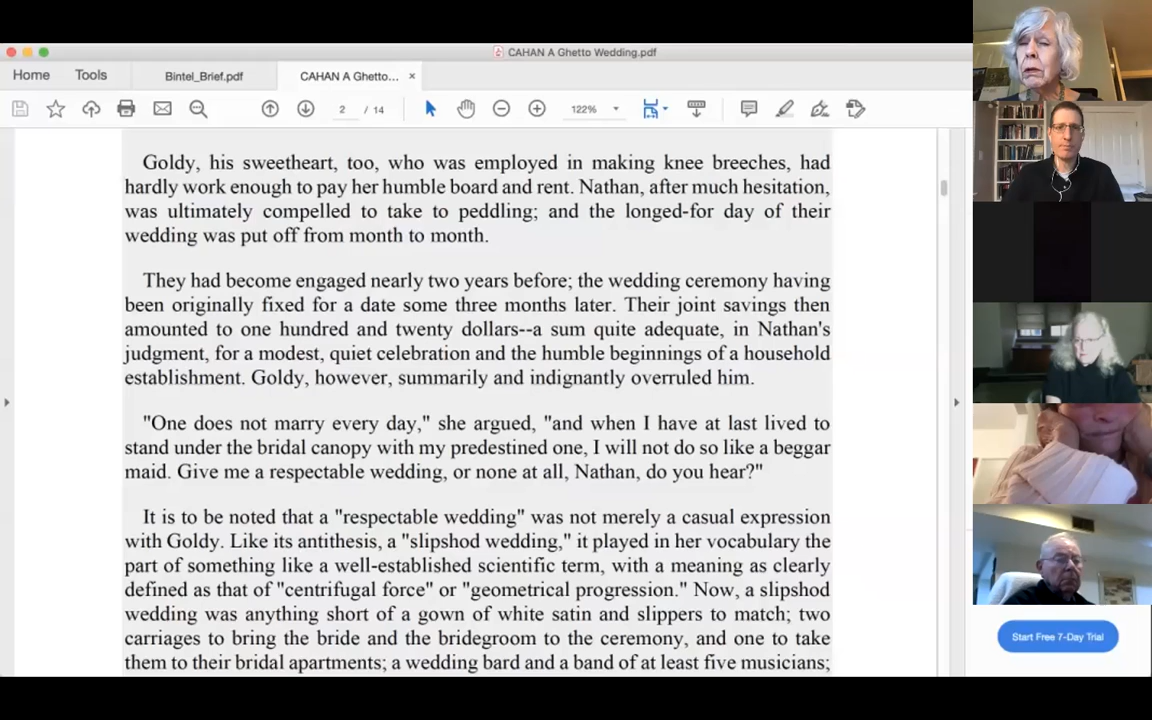 CAHAN A Ghetto Wedding.pdf
Home Tools Bintel_Brief.pdf CAHAN A Ghetto... ×
2 / 14 122%
Goldy, his sweetheart, too, who was employed in making knee breeches, had
hardly work enough to pay her humble board and rent. Nathan, after much hesitation,
was ultimately compelled to take to peddling; and the longed-for day of their
wedding was put off from month to month.
They had become engaged nearly two years before; the wedding ceremony having
been originally fixed for a date some three months later. Their joint savings then
amounted to one hundred and twenty dollars--a sum quite adequate, in Nathan's
judgment, for a modest, quiet celebration and the humble beginnings of a household
establishment. Goldy, however, summarily and indignantly overruled him.
"One does not marry every day," she argued, "and when I have at last lived to
stand under the bridal canopy with my predestined one, I will not do so like a beggar
maid. Give me a respectable wedding, or none at all, Nathan, do you hear?"
It is to be noted that a "respectable wedding" was not merely a casual expression
with Goldy. Like its antithesis, a "slipshod wedding," it played in her vocabulary the
part of something like a well-established scientific term, with a meaning as clearly
defined as that of "centrifugal force" or "geometrical progression." Now, a slipshod
wedding was anything short of a gown of white satin and slippers to match; two
carriages to bring the bride and the bridegroom to the ceremony, and one to take
them to their bridal apartments; a wedding bard and a band of at least five musicians;
Start Free 7-Day Trial